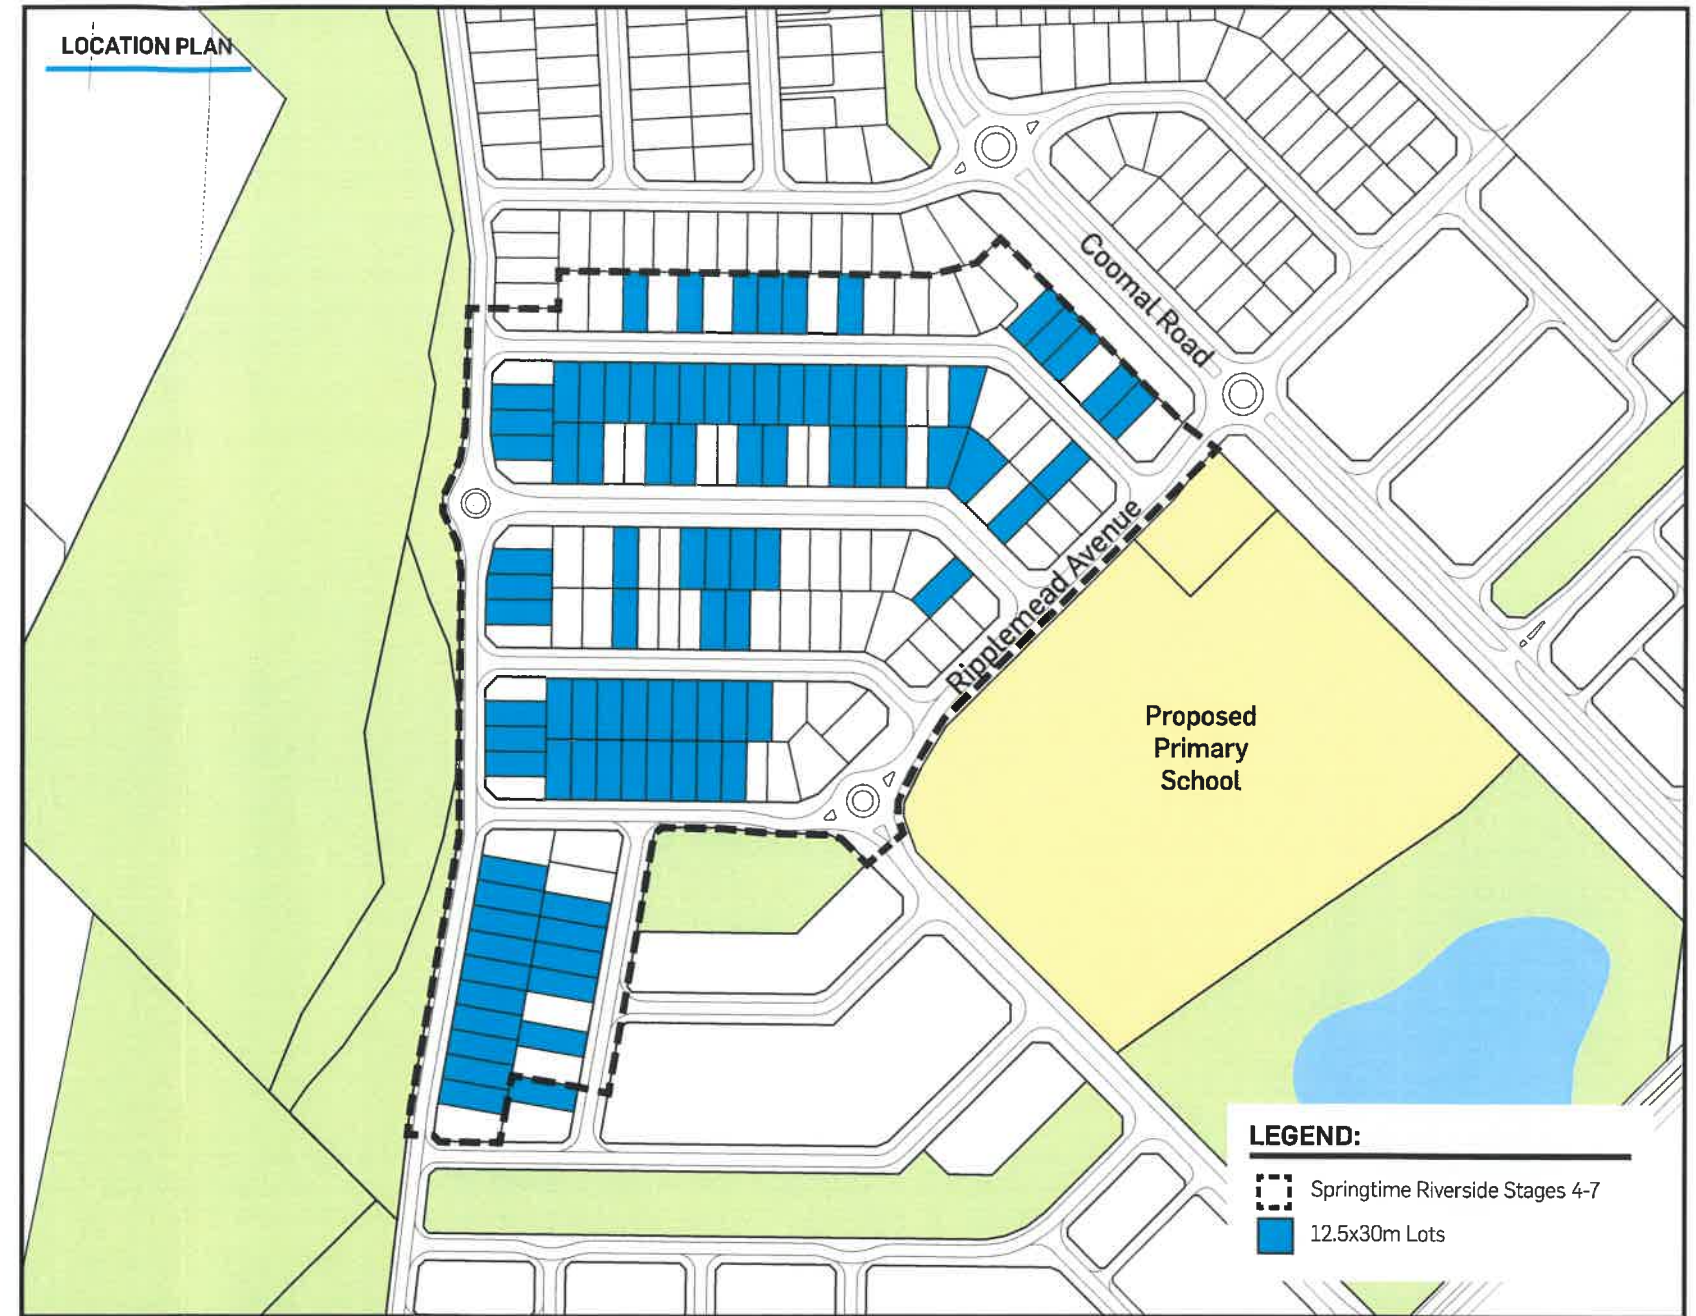 LOCATION PLAN
Coomal Road
Ripplemead Avenue
Proposed
Primary
School
LEGEND:
Springtime Riverside Stages 4-7
12.5x30m Lots